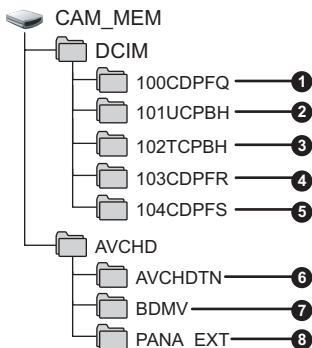 CAM_MEM
DCIM
100CDPFQ 1
101UCPBH 2
102TCPBH 3
103CDPFR 4
104CDPFS 5
AVCHD
AVCHDTN 6
BDMV 7
PANA_EXT 8